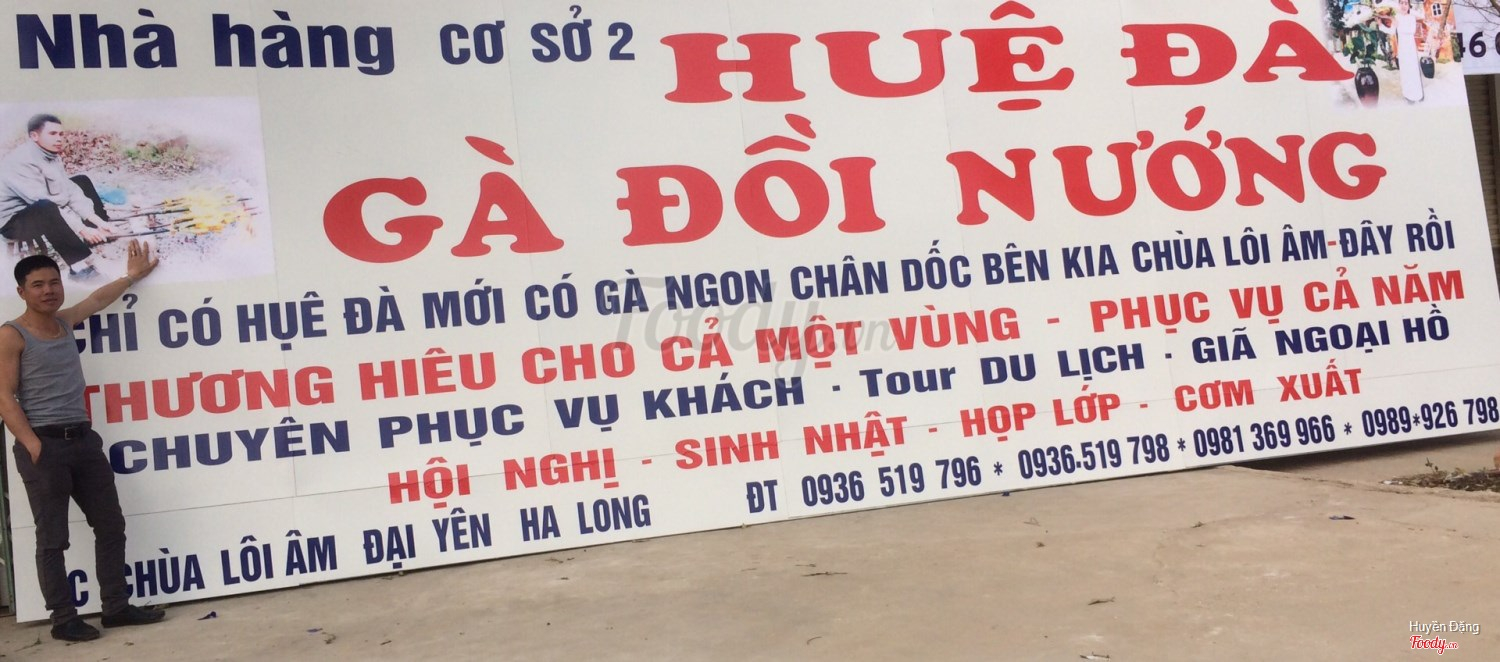 Nhà hàng CƠ SỞ 2 HUỆ ĐÀ
46
GÀ ĐỒI NƯỚNG
CHỈ CÓ HUỆ ĐÀ MỚI CÓ GÀ NGON CHÂN DỐC BÊN KIA CHÙA LÔI ÂM-ĐÂY RỒI
THƯƠNG HIỆU CHO CẢ MỘT VÙNG - PHỤC VỤ CẢ NĂM
CHUYÊN PHỤC VỤ KHÁCH - Tour DU LỊCH - GIÃ NGOẠI HỒ
HỘI NGHỊ - SINH NHẬT - HỌP LỚP - CƠM XUẤT
CHÙA LÔI ÂM ĐẠI YÊN HA LONG ĐT 0936 519 796 * 0936.519 798 * 0981 369 966 * 0989*926 798
Foody.vn
Huyền Đặng
Foody.vn